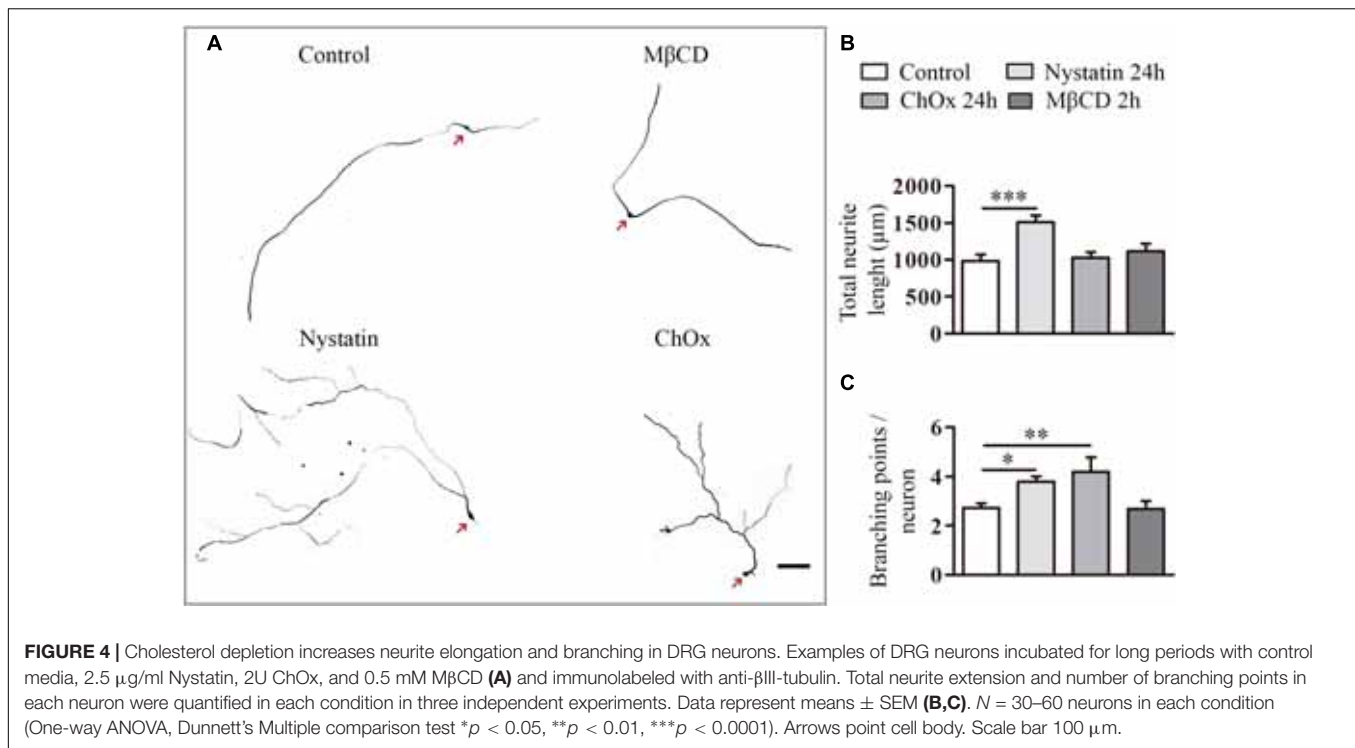 A
Control
MβCD
Nystatin
ChOx
B
Control
Nystatin 24h
ChOx 24h
MβCD 2h
Total neurite
lenght (μm)
2000
1500
1000
500
0
***
C
Branching points /
neuron
6
4
2
0
**
*
FIGURE 4 | Cholesterol depletion increases neurite elongation and branching in DRG neurons. Examples of DRG neurons incubated for long periods with control
media, 2.5 μg/ml Nystatin, 2U ChOx, and 0.5 mM MβCD (A) and immunolabeled with anti-βIII-tubulin. Total neurite extension and number of branching points in
each neuron were quantified in each condition in three independent experiments. Data represent means ± SEM (B,C). N = 30–60 neurons in each condition
(One-way ANOVA, Dunnett's Multiple comparison test *p < 0.05, **p < 0.01, ***p < 0.0001). Arrows point cell body. Scale bar 100 μm.